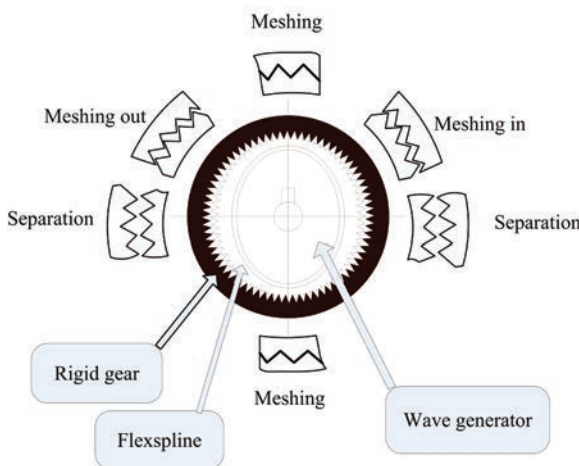 Meshing
Meshing out
Meshing in
Separation
Separation
Rigid gear
Meshing
Flexspline
Wave generator